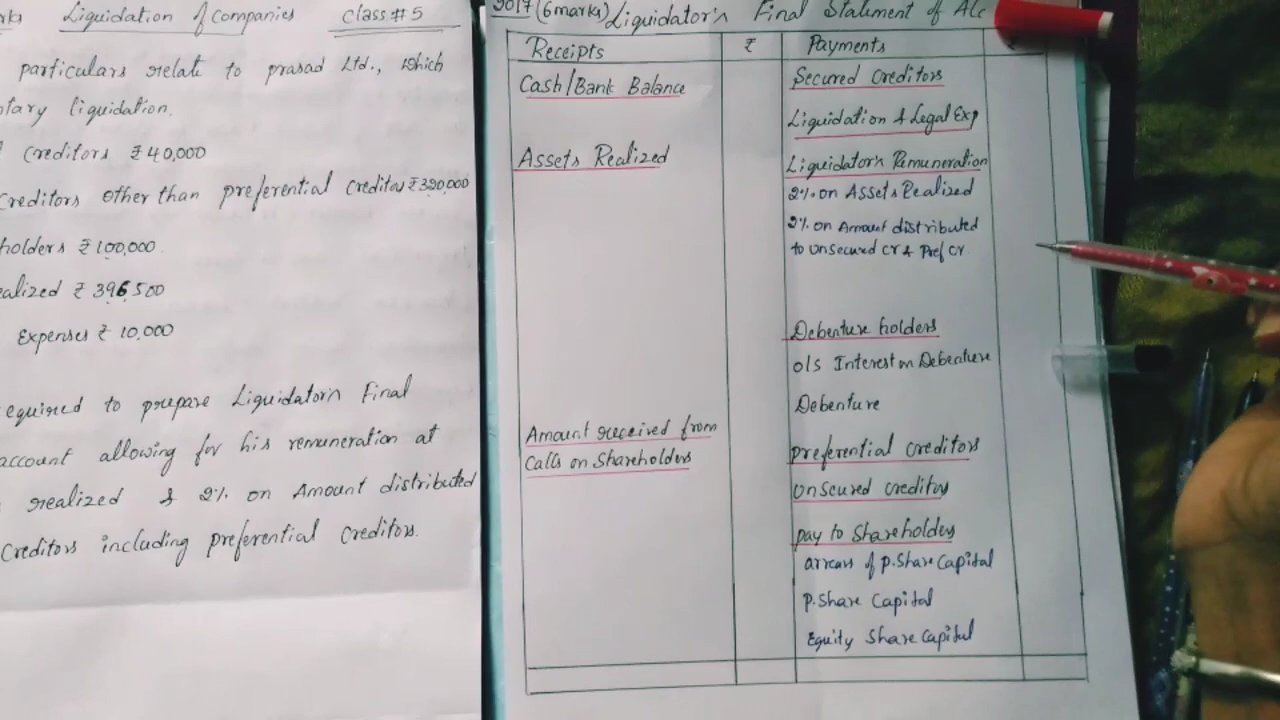 Liquidation of Companies Class # 5
particulars relate to prasad Ltd., which
liquidation.
Creditors ₹ 40,000
Creditors other than preferential Creditors ₹ 320,000
holders ₹ 100,000.
₹ 396,500
Expenses ₹ 10,000
to prepare Liquidator's Final
account allowing for his remuneration at
realized & 2% on Amount distributed
Creditors including preferential Creditors.
2017 (6 marks) Liquidator's Final Statement of A/c
Receipts ₹ Payments
Cash/Bank Balance
Assets Realized
Amount received from
Calls on Shareholders
Secured Creditors
Liquidation & Legal Exp
Liquidator's Remuneration
2% on Assets Realized
2% on Amount distributed
to Unsecured Cr & Pref Cr
Debenture holders
O/S Interest on Debenture
Debenture
preferential Creditors
Unsecured Creditors
pay to Shareholders
arrears of P. Share Capital
P. Share Capital
Equity Share Capital